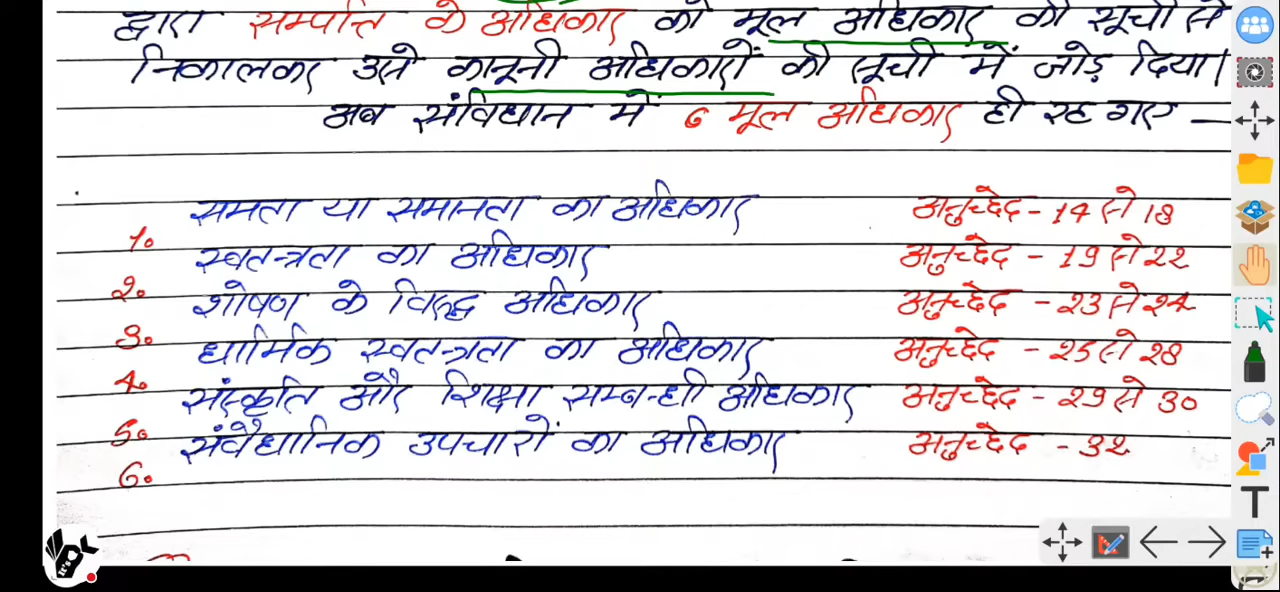 द्वारा सम्पत्ति के अधिकार को मूल अधिकार की सूची से
निकालकर उसे कानूनी अधिकारों की सूची में जोड़ दिया।
अब संविधान में 6 मूल अधिकार ही रह गए –
1. समता या समानता का अधिकार अनुच्छेद - 14 से 18
2. स्वतन्त्रता का अधिकार अनुच्छेद - 19 से 22
3. शोषण के विरुद्ध अधिकार अनुच्छेद - 23 से 24
4. धार्मिक स्वतन्त्रता का अधिकार अनुच्छेद - 25 से 28
5. संस्कृति और शिक्षा सम्बन्धी अधिकार अनुच्छेद - 29 से 30
6. संवैधानिक उपचारों का अधिकार अनुच्छेद - 32